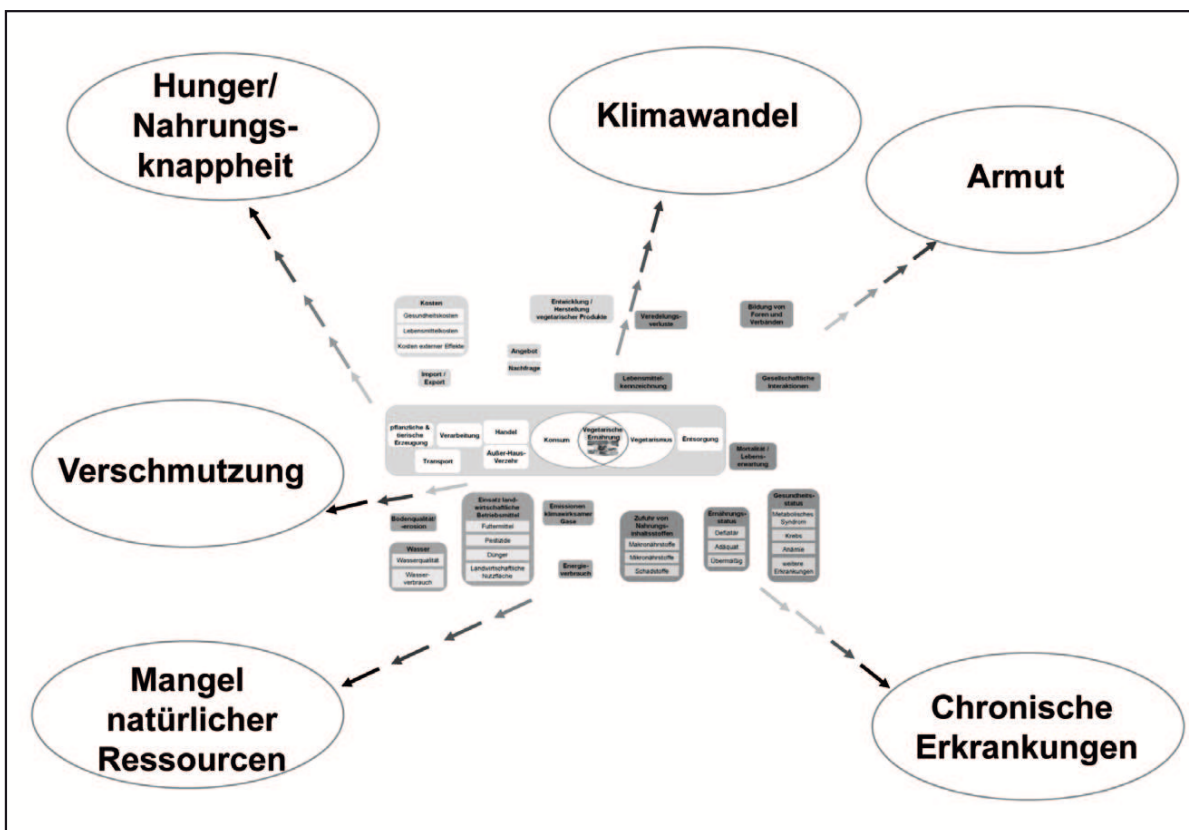 Hunger/
Nahrungs-
knappheit
Klimawandel
Armut
Kosten
Gesundheitskosten
Lebensmittelkosten
Kosten externer Effekte
Import /
Export
Entwicklung /
Herstellung
vegetarischer Produkte
Angebot
Nachfrage
Veredelungs-
verluste
Lebensmittel-
kennzeichnung
Bildung von
Foren und
Verbänden
Gesellschaftliche
Interaktionen
pflanzliche &
tierische
Erzeugung
Verarbeitung
Transport
Handel
Außer-Haus-
Verzehr
Konsum
Vegetarische
Ernährung
Vegetarismus
Entsorgung
Mortalität /
Lebens-
erwartung
Verschmutzung
Bodenqualität/
-erosion
Wasser
Wasserqualität
Wasser-
verbrauch
Einsatz land-
wirtschaftliche
Betriebsmittel
Futtermittel
Pestizide
Dünger
Landwirtschaftliche
Nutzfläche
Emissionen
klimawirksamer
Gase
Energie-
verbrauch
Zufuhr von
Nahrungs-
inhaltsstoffen
Makronährstoffe
Mikronährstoffe
Schadstoffe
Ernährungs-
status
Defizitär
Adäquat
Übermäßig
Gesundheits-
status
Metabolisches
Syndrom
Krebs
Anämie
weitere
Erkrankungen
Mangel
natürlicher
Ressourcen
Chronische
Erkrankungen